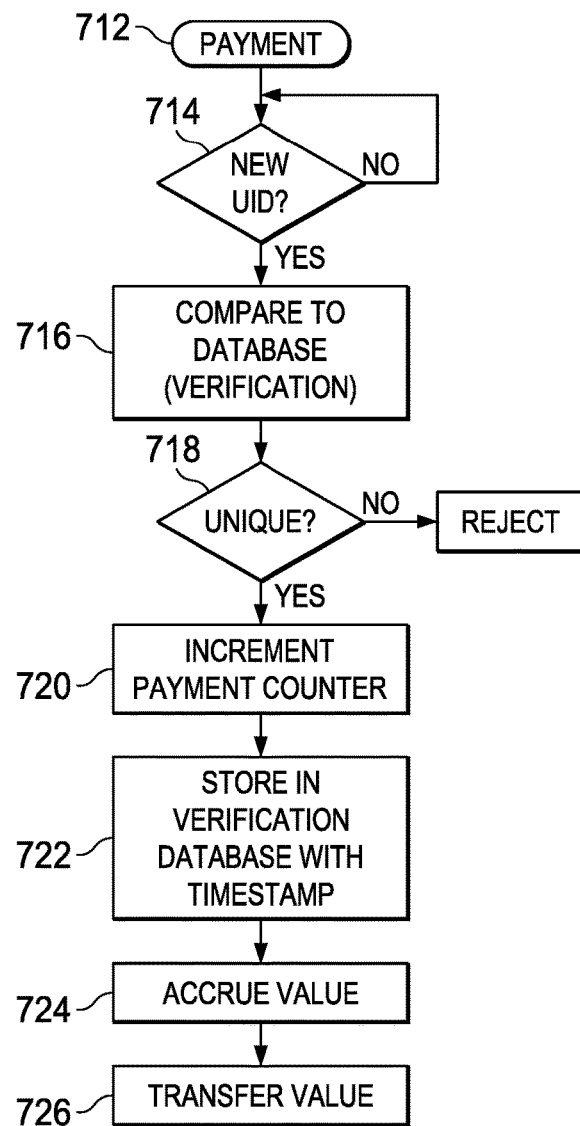 712
PAYMENT
714
NEW
UID?
NO
YES
716
COMPARE TO
DATABASE
(VERIFICATION)
718
UNIQUE?
NO
REJECT
YES
720
INCREMENT
PAYMENT COUNTER
722
STORE IN
VERIFICATION
DATABASE WITH
TIMESTAMP
724
ACCRUE VALUE
726
TRANSFER VALUE